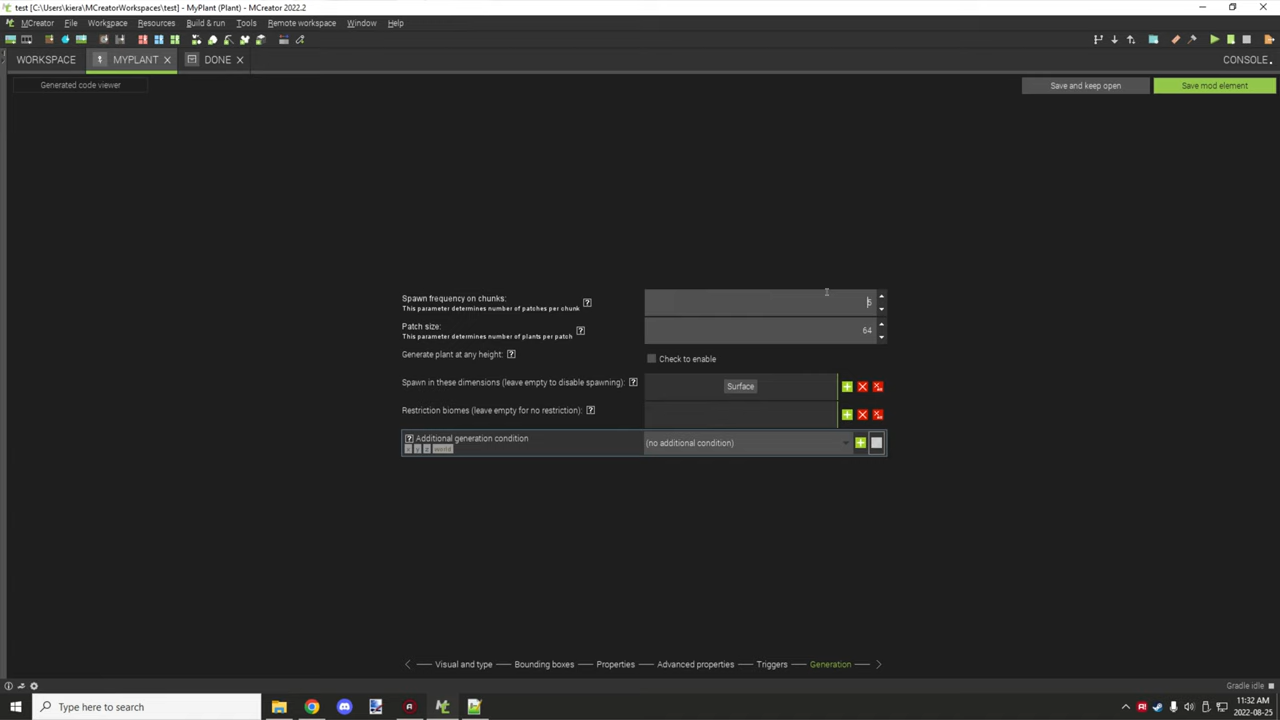 test [C:\Users\kiera\MCreatorWorkspaces\test] - MyPlant (Plant) - MCreator 2022.2
MCreator File Workspace Resources Build & run Tools Remote workspace Window Help
WORKSPACE MYPLANT DONE CONSOLE
Generated code viewer Save and keep open Save mod element
Spawn frequency on chunks: 5
This parameter determines number of patches per chunk
Patch size: 64
This parameter determines number of plants per patch
Generate plant at any height: Check to enable
Spawn in these dimensions (leave empty to disable spawning): Surface
Restriction biomes (leave empty for no restriction):
Additional generation condition (no additional condition)
x y z world
Visual and type Bounding boxes Properties Advanced properties Triggers Generation
Gradle idle
Type here to search
11:32 AM
2022-08-25